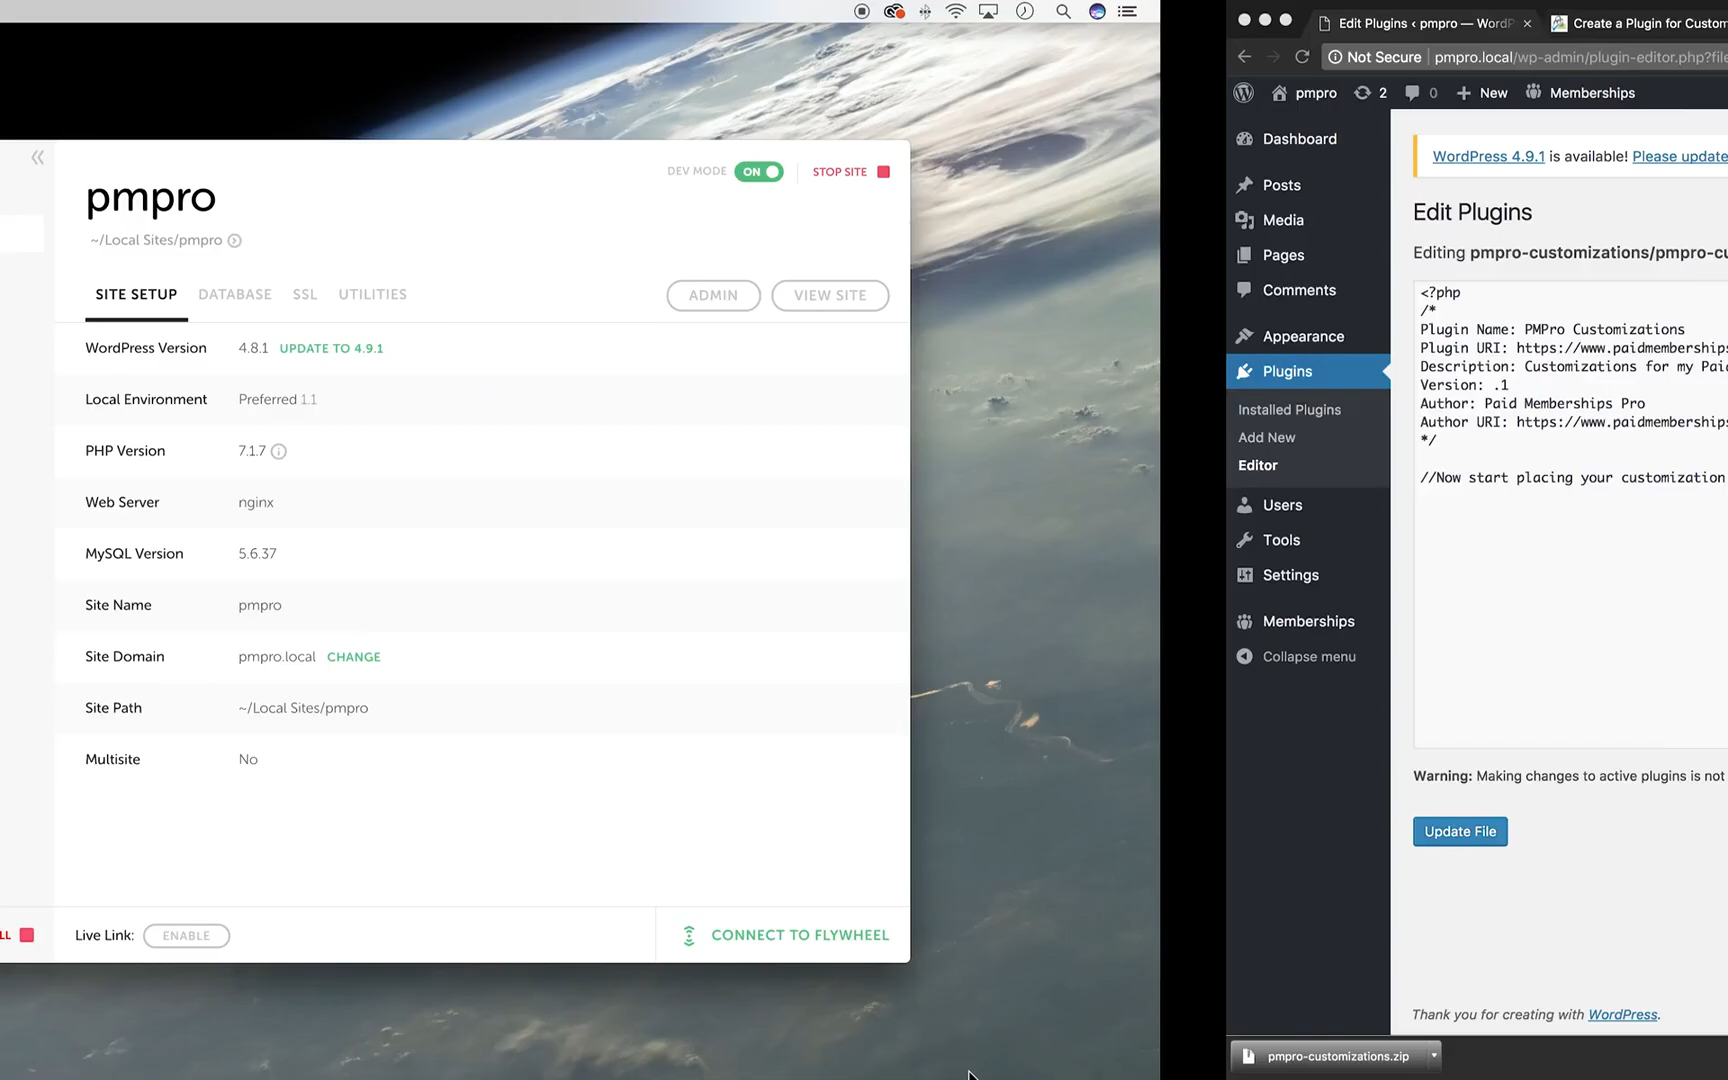 pmpro
~/Local Sites/pmpro
DEV MODE ON STOP SITE
SITE SETUP DATABASE SSL UTILITIES ADMIN VIEW SITE
WordPress Version 4.8.1 UPDATE TO 4.9.1
Local Environment Preferred 1.1
PHP Version 7.1.7
Web Server nginx
MySQL Version 5.6.37
Site Name pmpro
Site Domain pmpro.local CHANGE
Site Path ~/Local Sites/pmpro
Multisite No
LL Live Link: ENABLE CONNECT TO FLYWHEEL
Edit Plugins ‹ pmpro — WordP Create a Plugin for Custom
Not Secure pmpro.local/wp-admin/plugin-editor.php?file
pmpro 2 0 New Memberships
Dashboard
Posts
Media
Pages
Comments
Appearance
Plugins
Installed Plugins
Add New
Editor
Users
Tools
Settings
Memberships
Collapse menu
WordPress 4.9.1 is available! Please update
Edit Plugins
Editing pmpro-customizations/pmpro-cu
<?php
/*
Plugin Name: PMPro Customizations
Plugin URI: https://www.paidmemberships
Description: Customizations for my Paid
Version: .1
Author: Paid Memberships Pro
Author URI: https://www.paidmemberships
*/
//Now start placing your customization
Warning: Making changes to active plugins is not
Update File
Thank you for creating with WordPress.
pmpro-customizations.zip